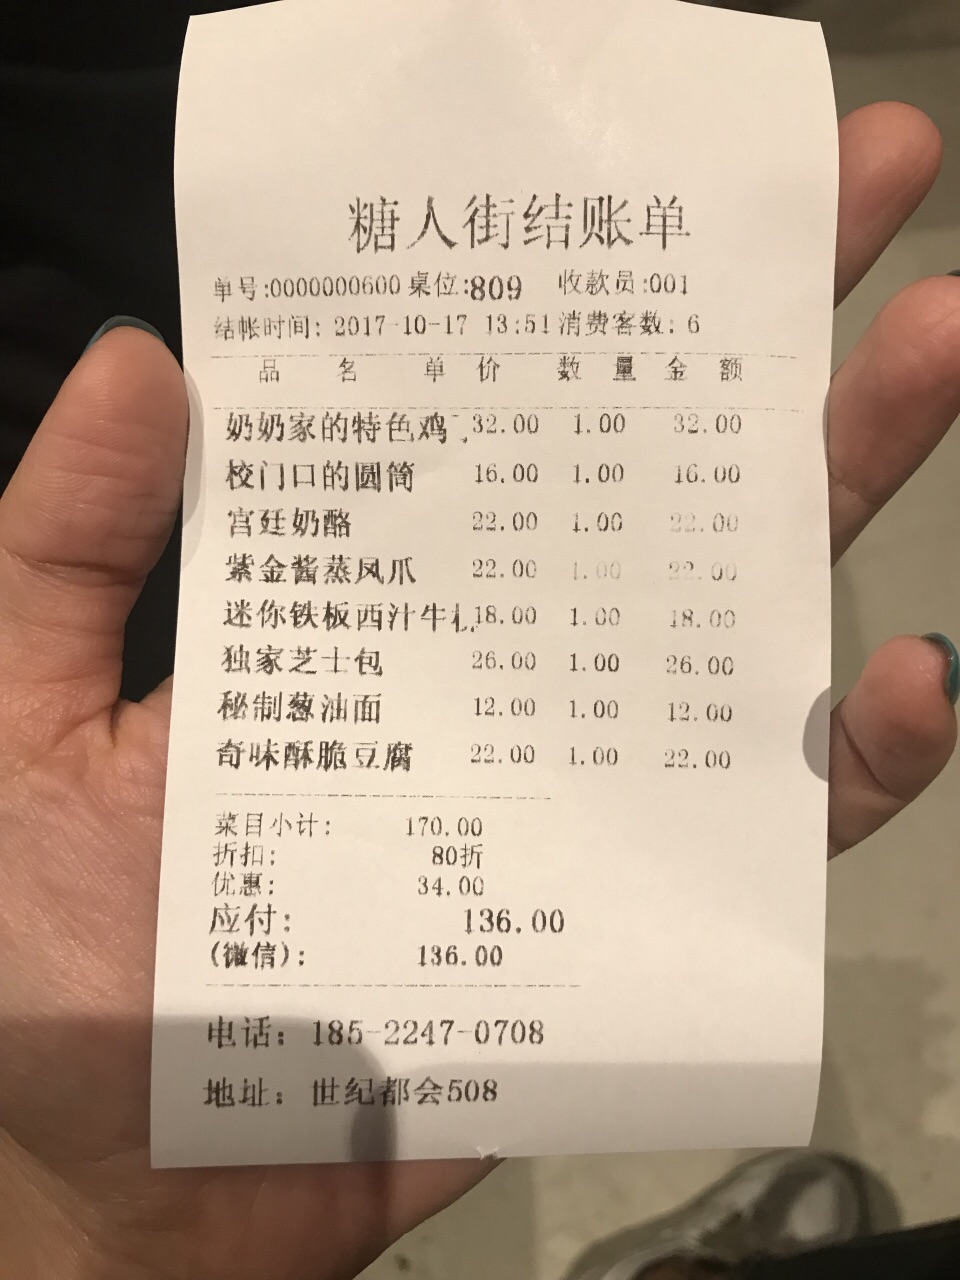 糖人街结账单
单号:0000000600 桌位:809 收款员:001
结帐时间: 2017-10-17 13:51 消费客数: 6
品 名 单 价 数 量 金 额
奶奶家的特色鸡 32.00 1.00 32.00
校门口的圆筒 16.00 1.00 16.00
宫廷奶酪 22.00 1.00 22.00
紫金酱蒸凤爪 22.00 1.00 22.00
迷你铁板西汁牛 18.00 1.00 18.00
独家芝士包 26.00 1.00 26.00
秘制葱油面 12.00 1.00 12.00
奇味酥脆豆腐 22.00 1.00 22.00
菜目小计: 170.00
折扣: 80折
优惠: 34.00
应付: 136.00
(微信): 136.00
电话: 185-2247-0708
地址: 世纪都会508